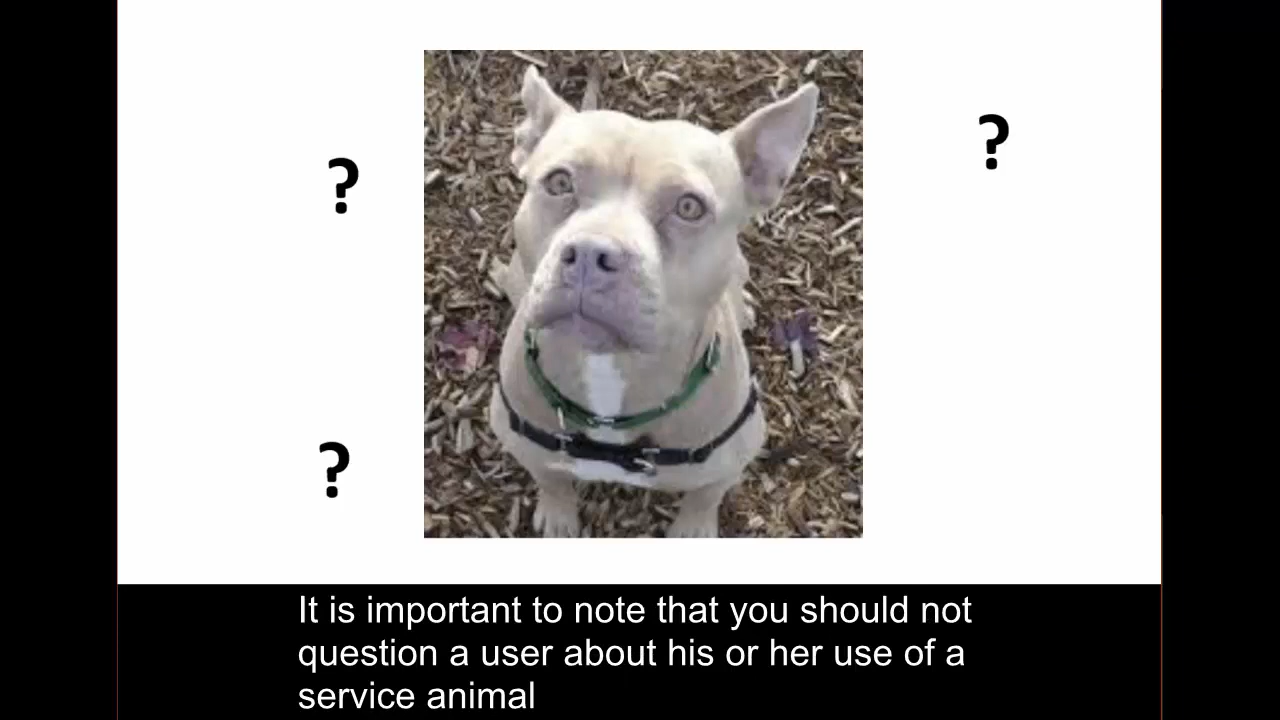 ?
?
?
It is important to note that you should not
question a user about his or her use of a
service animal